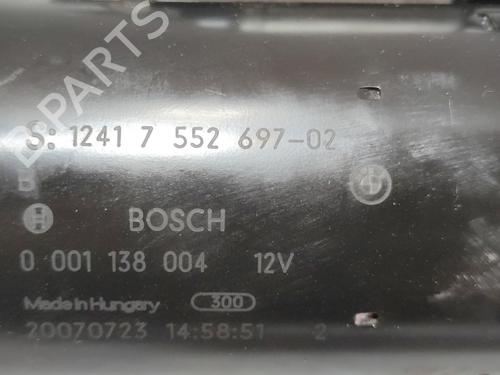 S: 1241 7 552 697-02
B
BOSCH
0 001 138 004 12V
Made in Hungary 300
20070723 14:58:51 2
B-PARTS